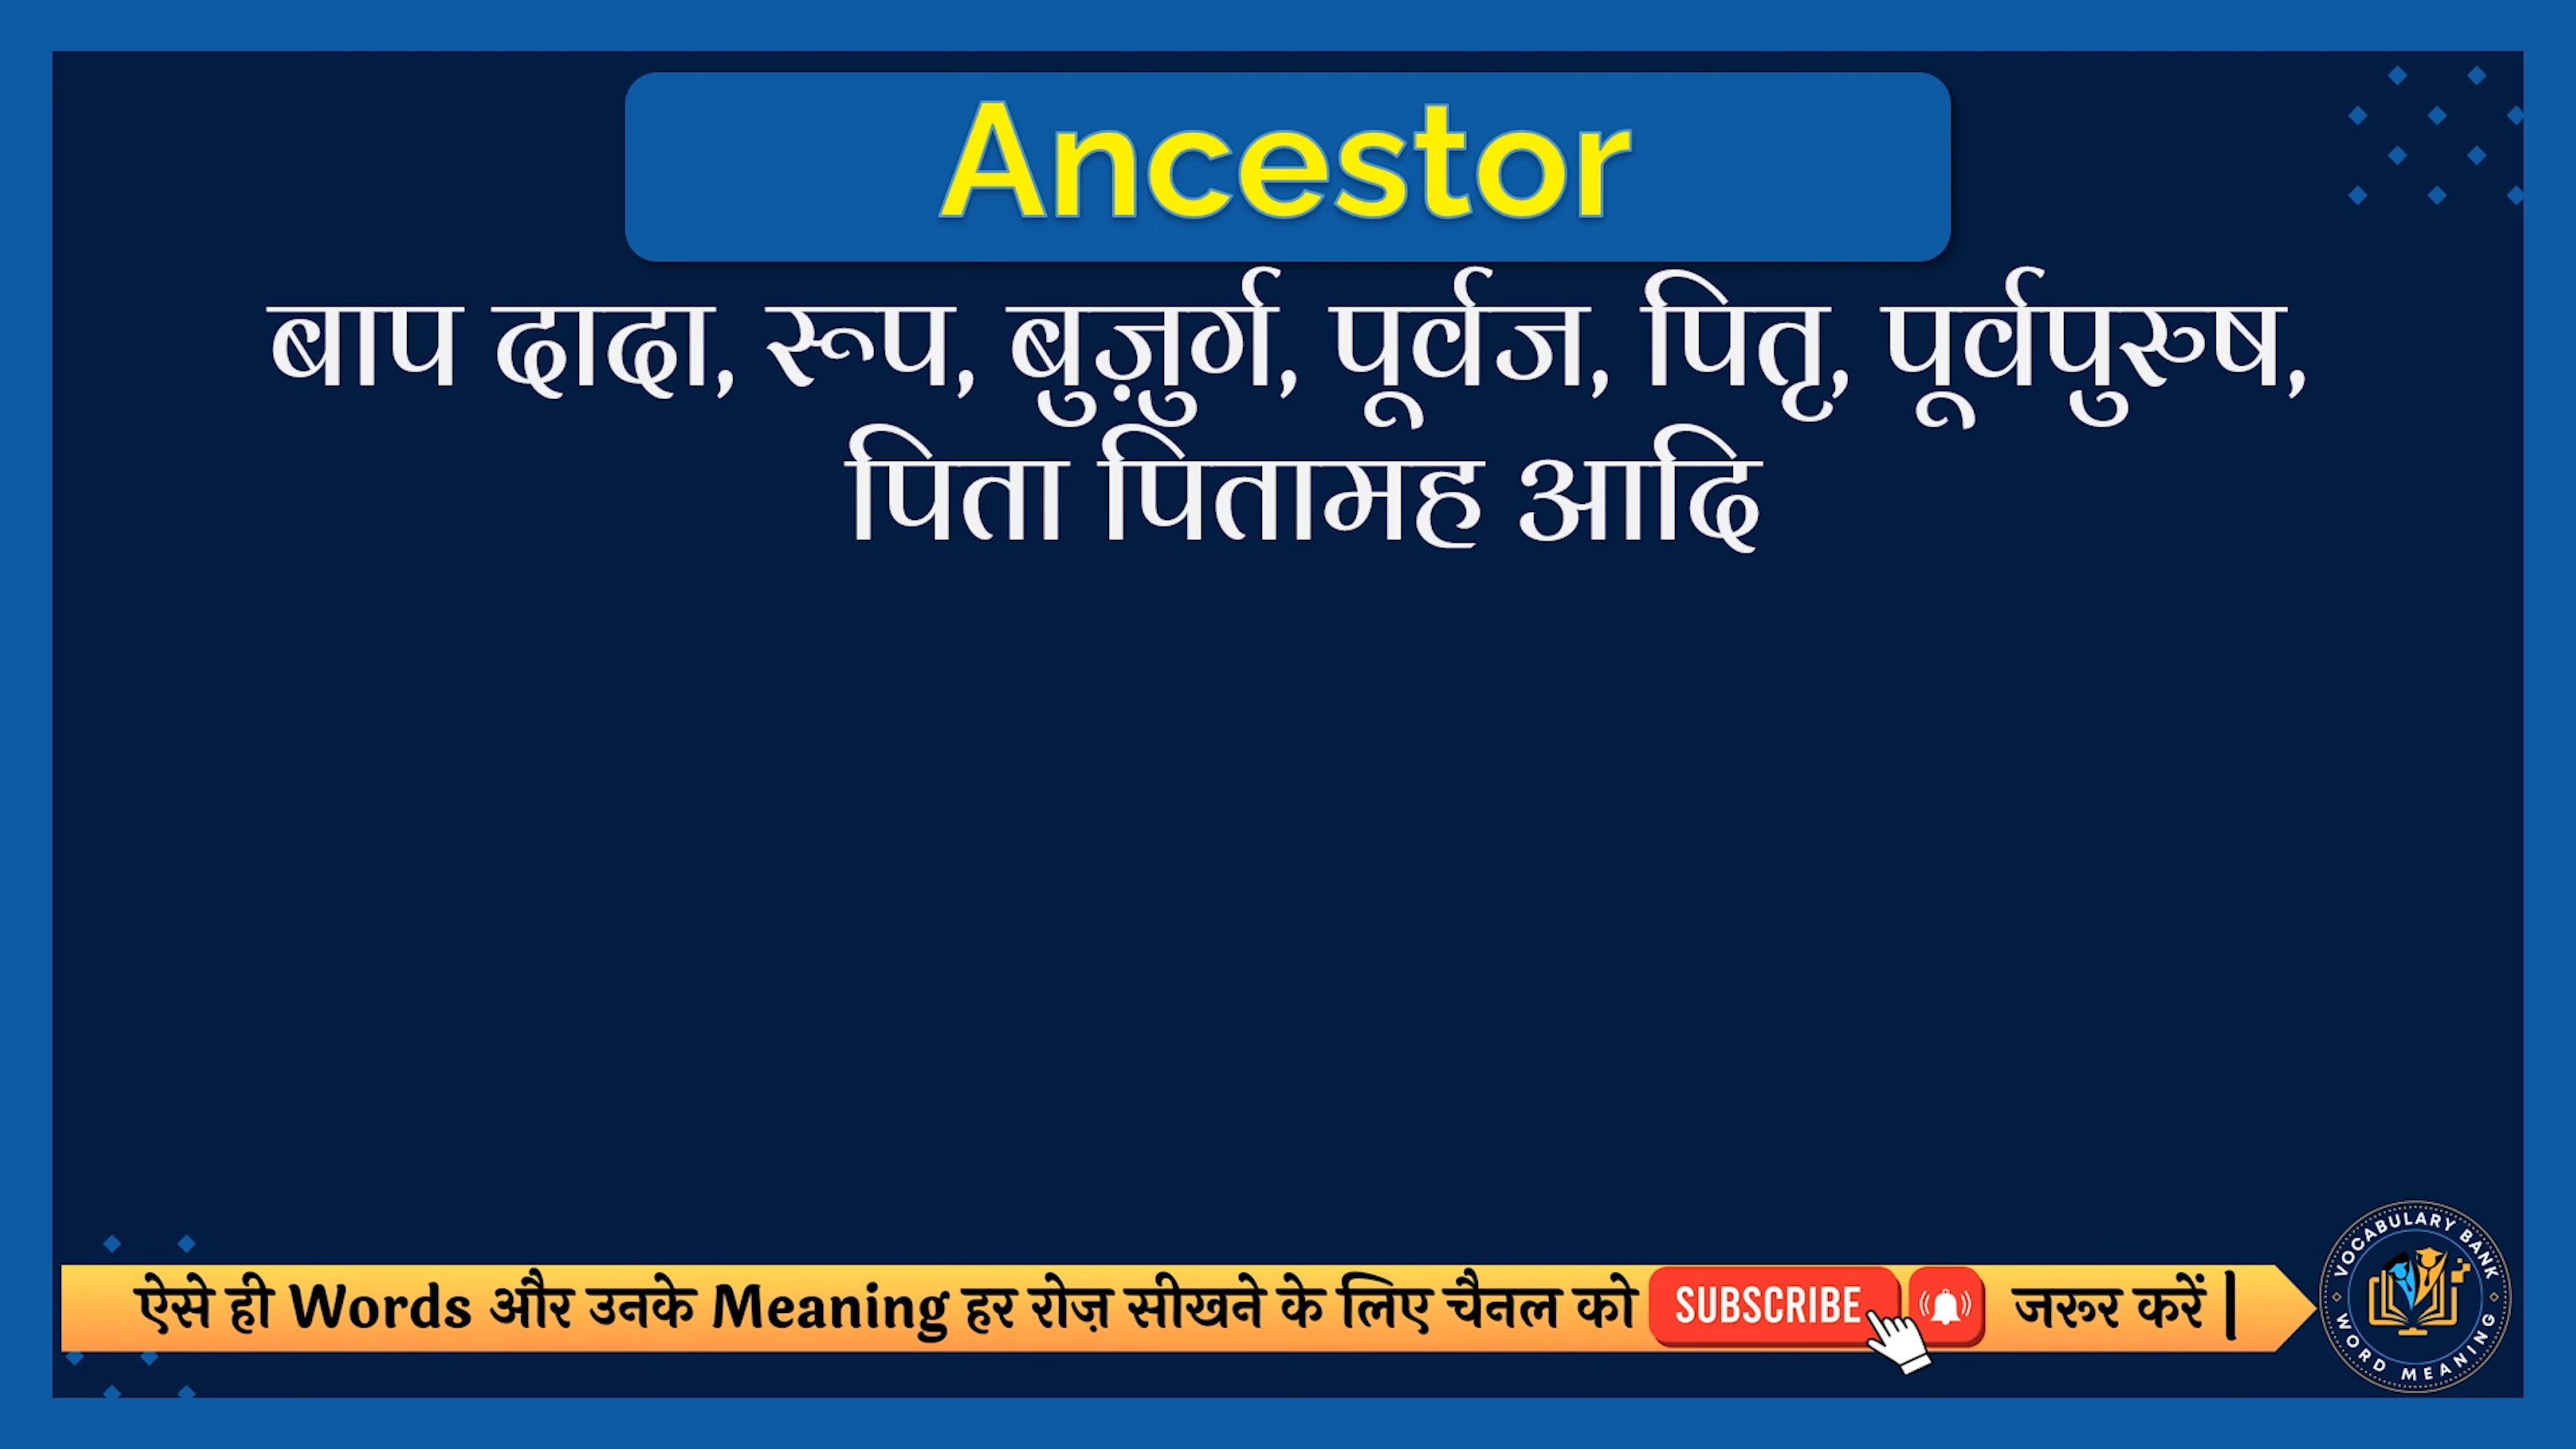 Ancestor
बाप दादा, रूप, बुज़ुर्ग, पूर्वज, पितृ, पूर्वपुरुष,
पिता पितामह आदि
ऐसे ही Words और उनके Meaning हर रोज़ सीखने के लिए चैनल को SUBSCRIBE जरूर करें |
VOCABULARY BANK
WORD MEANING